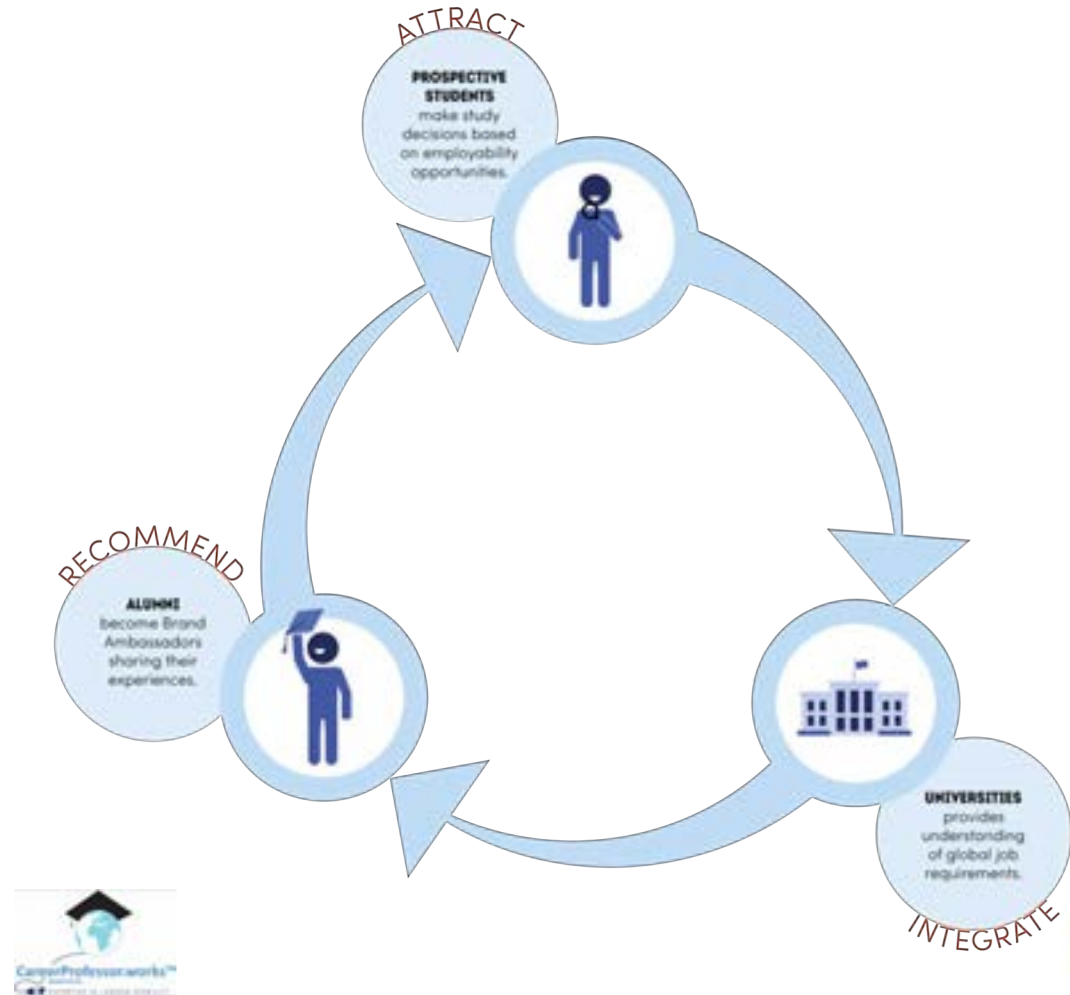 ATTRACT
PROSPECTIVE
STUDENTS
make study
decisions based
on employability
opportunities.
RECOMMEND
ALUMNI
become Brand
Ambassadors
sharing their
experiences.
UNIVERSITIES
provides
understanding
of global job
requirements.
INTEGRATE
CareerProfessor.works™